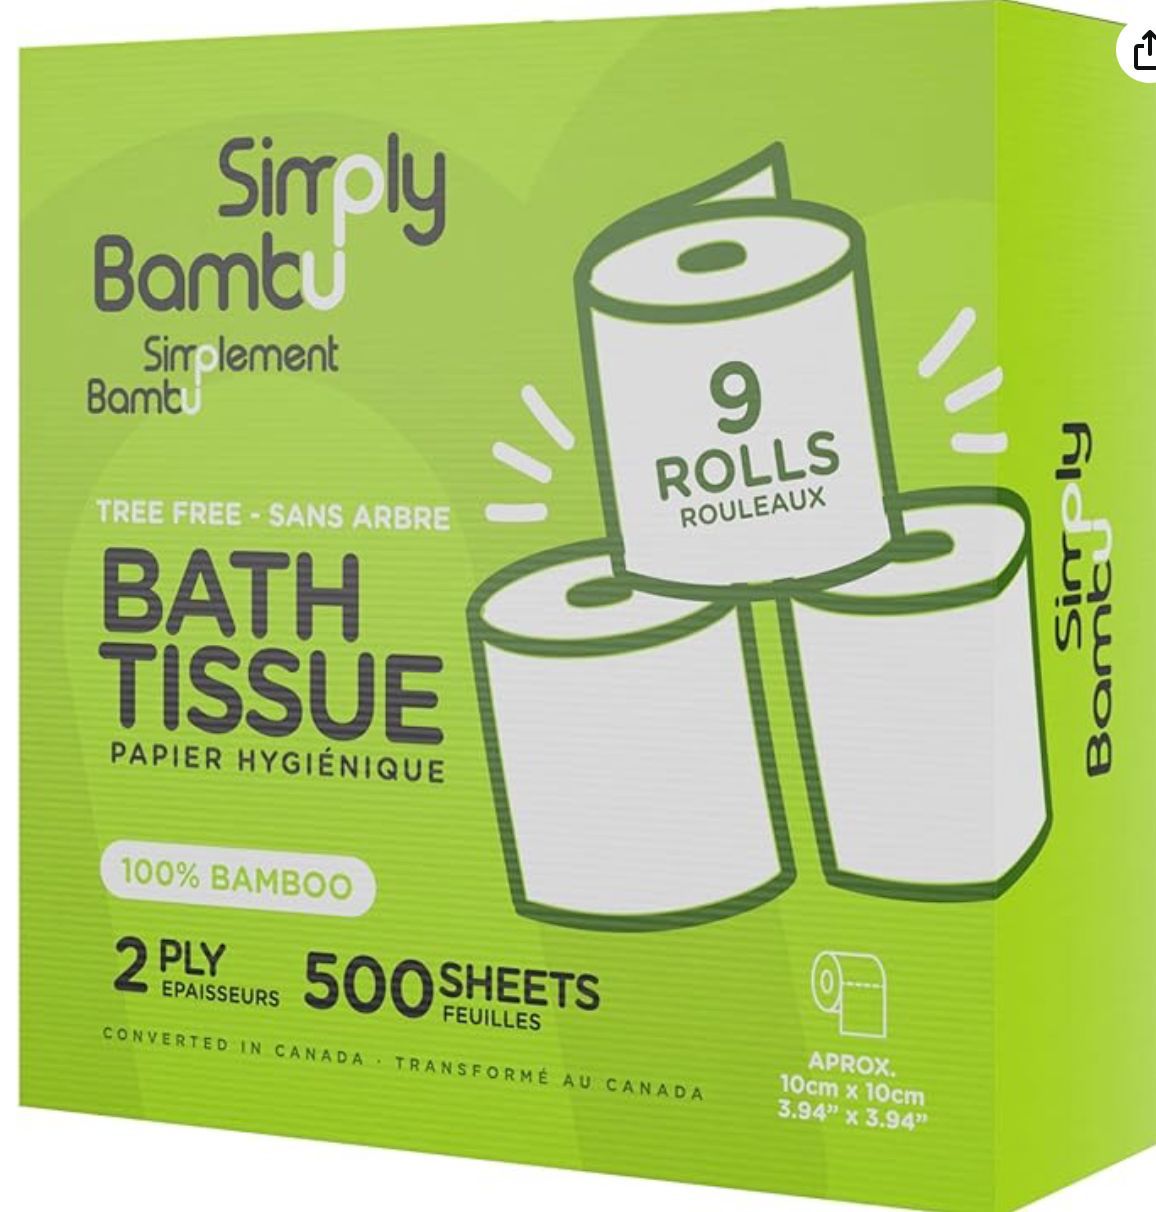 Simply
Bambu
Simplement
Bambu
TREE FREE - SANS ARBRE
BATH
TISSUE
PAPIER HYGIÉNIQUE
100% BAMBOO
2 PLY
EPAISSEURS
500 SHEETS
FEUILLES
CONVERTED IN CANADA · TRANSFORMÉ AU CANADA
9
ROLLS
ROULEAUX
APROX.
10cm x 10cm
3.94” x 3.94”
Simply
Bambu